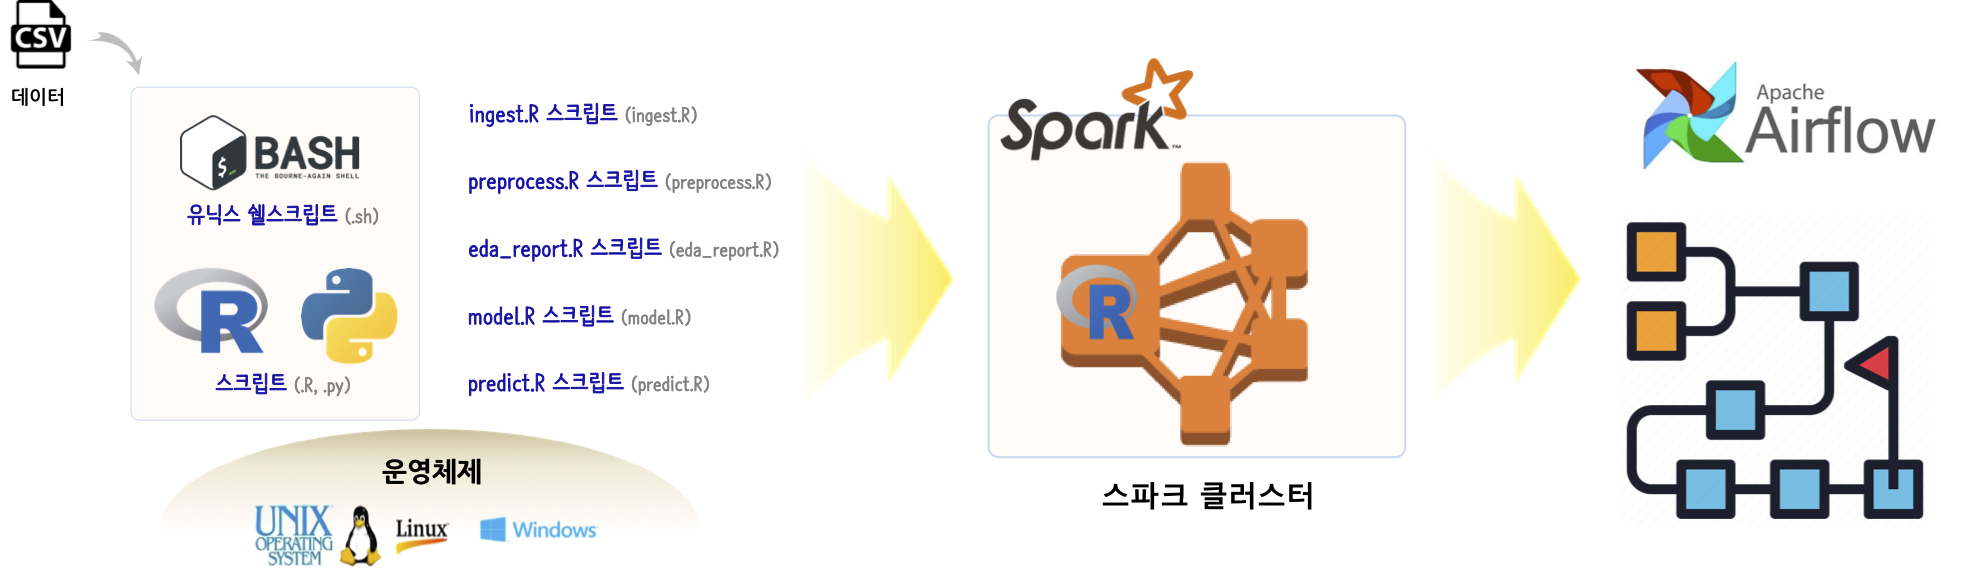 CSV
데이터
BASH
THE BOURNE-AGAIN SHELL
유닉스 쉘스크립트 (.sh)
R
스크립트 (.R, .py)
ingest.R 스크립트 (ingest.R)
preprocess.R 스크립트 (preprocess.R)
eda_report.R 스크립트 (eda_report.R)
model.R 스크립트 (model.R)
predict.R 스크립트 (predict.R)
운영체제
UNIX
OPERATING
SYSTEM
Linux
Windows
Spark™
R
스파크 클러스터
Apache
Airflow